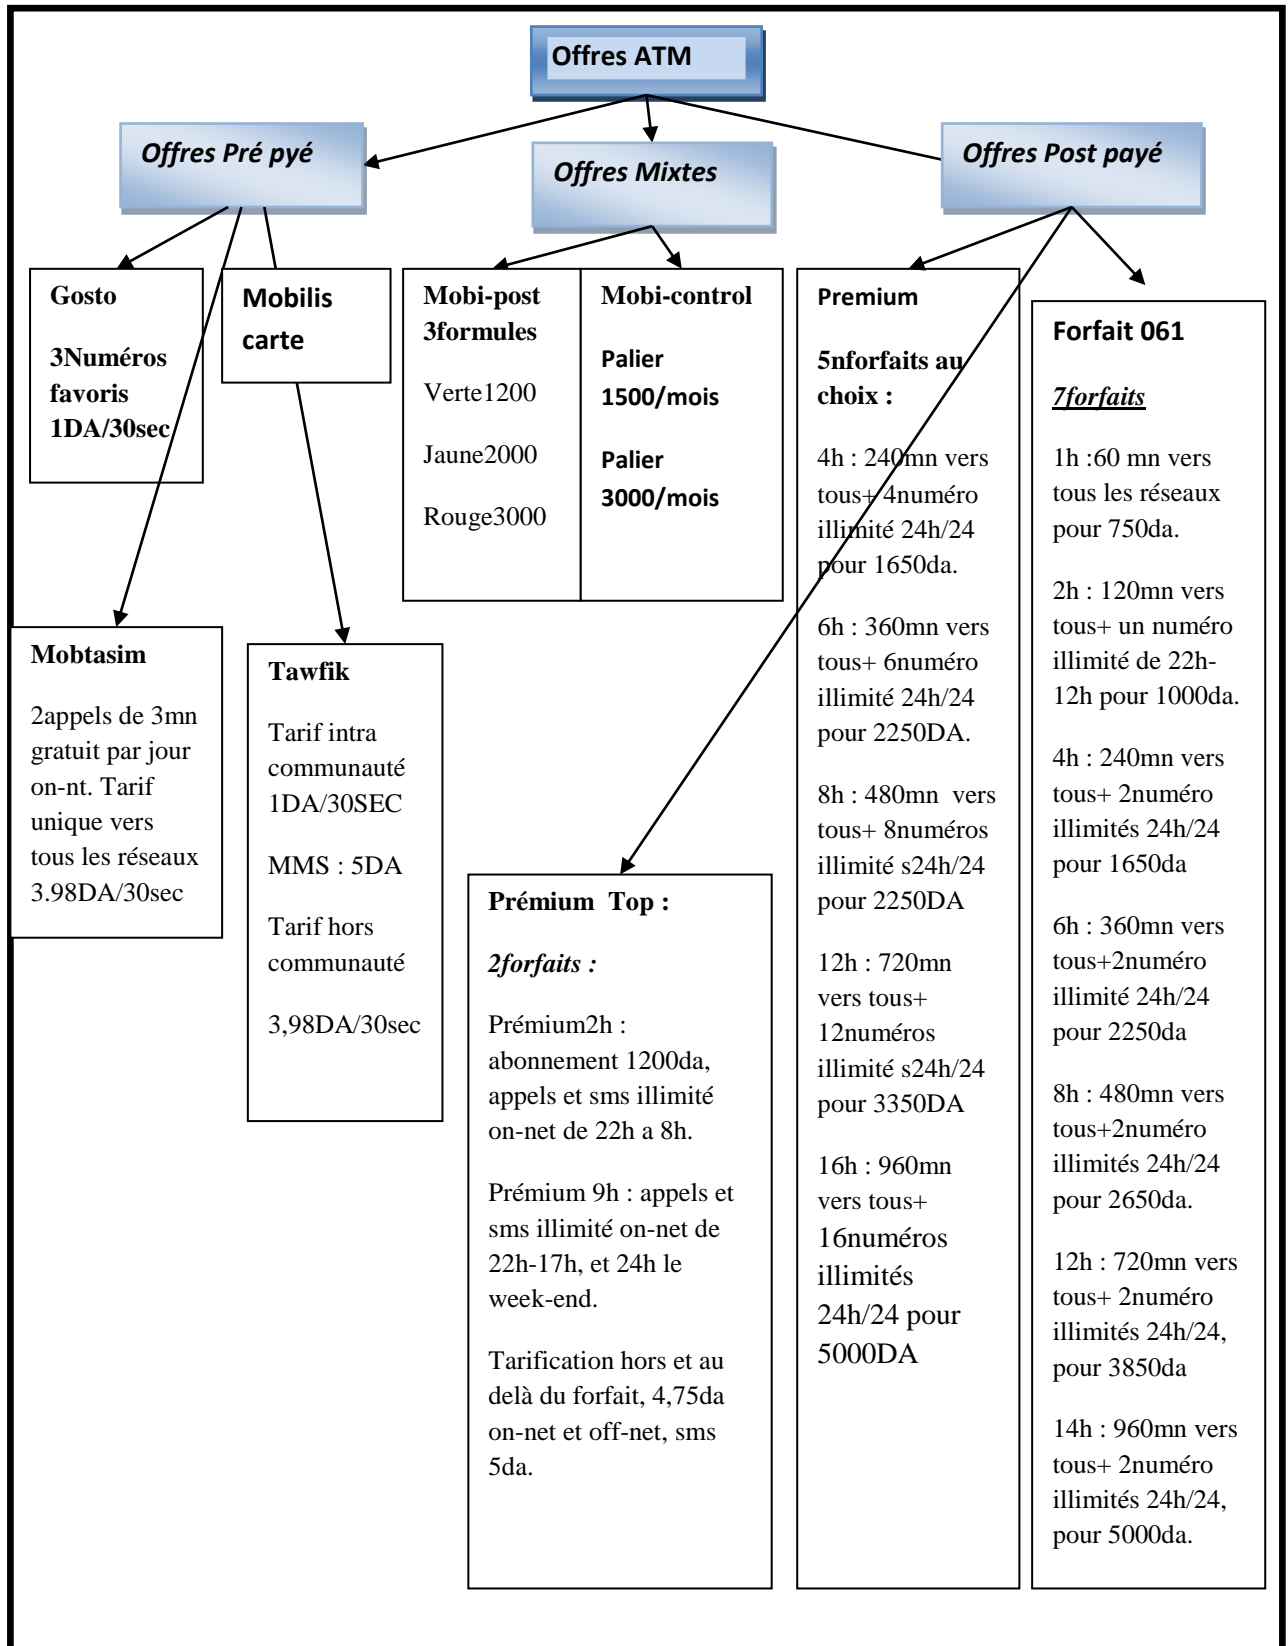 Offres ATM
Offres Pré pyé
Offres Mixtes
Offres Post payé
Gosto
3Numéros
favoris
1DA/30sec
Mobilis
carte
Mobi-post
3formules
Verte1200
Jaune2000
Rouge3000
Mobi-control
Palier
1500/mois
Palier
3000/mois
Premium
5nforfaits au
choix :
4h : 240mn vers
tous+ 4numéro
illimité 24h/24
pour 1650da.
6h : 360mn vers
tous+ 6numéro
illimité 24h/24
pour 2250DA.
8h : 480mn  vers
tous+ 8numéros
illimité s24h/24
pour 2250DA
12h : 720mn
vers tous+
12numéros
illimité s24h/24
pour 3350DA
16h : 960mn
vers tous+
16numéros
illimités
24h/24 pour
5000DA
Forfait 061
7forfaits
1h :60 mn vers
tous les réseaux
pour 750da.
2h : 120mn vers
tous+ un numéro
illimité de 22h-
12h pour 1000da.
4h : 240mn vers
tous+ 2numéro
illimités 24h/24
pour 1650da
6h : 360mn vers
tous+2numéro
illimité 24h/24
pour 2250da
8h : 480mn vers
tous+2numéro
illimités 24h/24
pour 2650da.
12h : 720mn vers
tous+ 2numéro
illimités 24h/24,
pour 3850da
14h : 960mn vers
tous+ 2numéro
illimités 24h/24,
pour 5000da.
Mobtasim
2appels de 3mn
gratuit par jour
on-nt. Tarif
unique vers
tous les réseaux
3.98DA/30sec
Tawfik
Tarif intra
communauté
1DA/30SEC
MMS : 5DA
Tarif hors
communauté
3,98DA/30sec
Prémium  Top :
2forfaits :
Prémium2h :
abonnement 1200da,
appels et sms illimité
on-net de 22h a 8h.
Prémium 9h : appels et
sms illimité on-net de
22h-17h, et 24h le
week-end.
Tarification hors et au
delà du forfait, 4,75da
on-net et off-net, sms
5da.